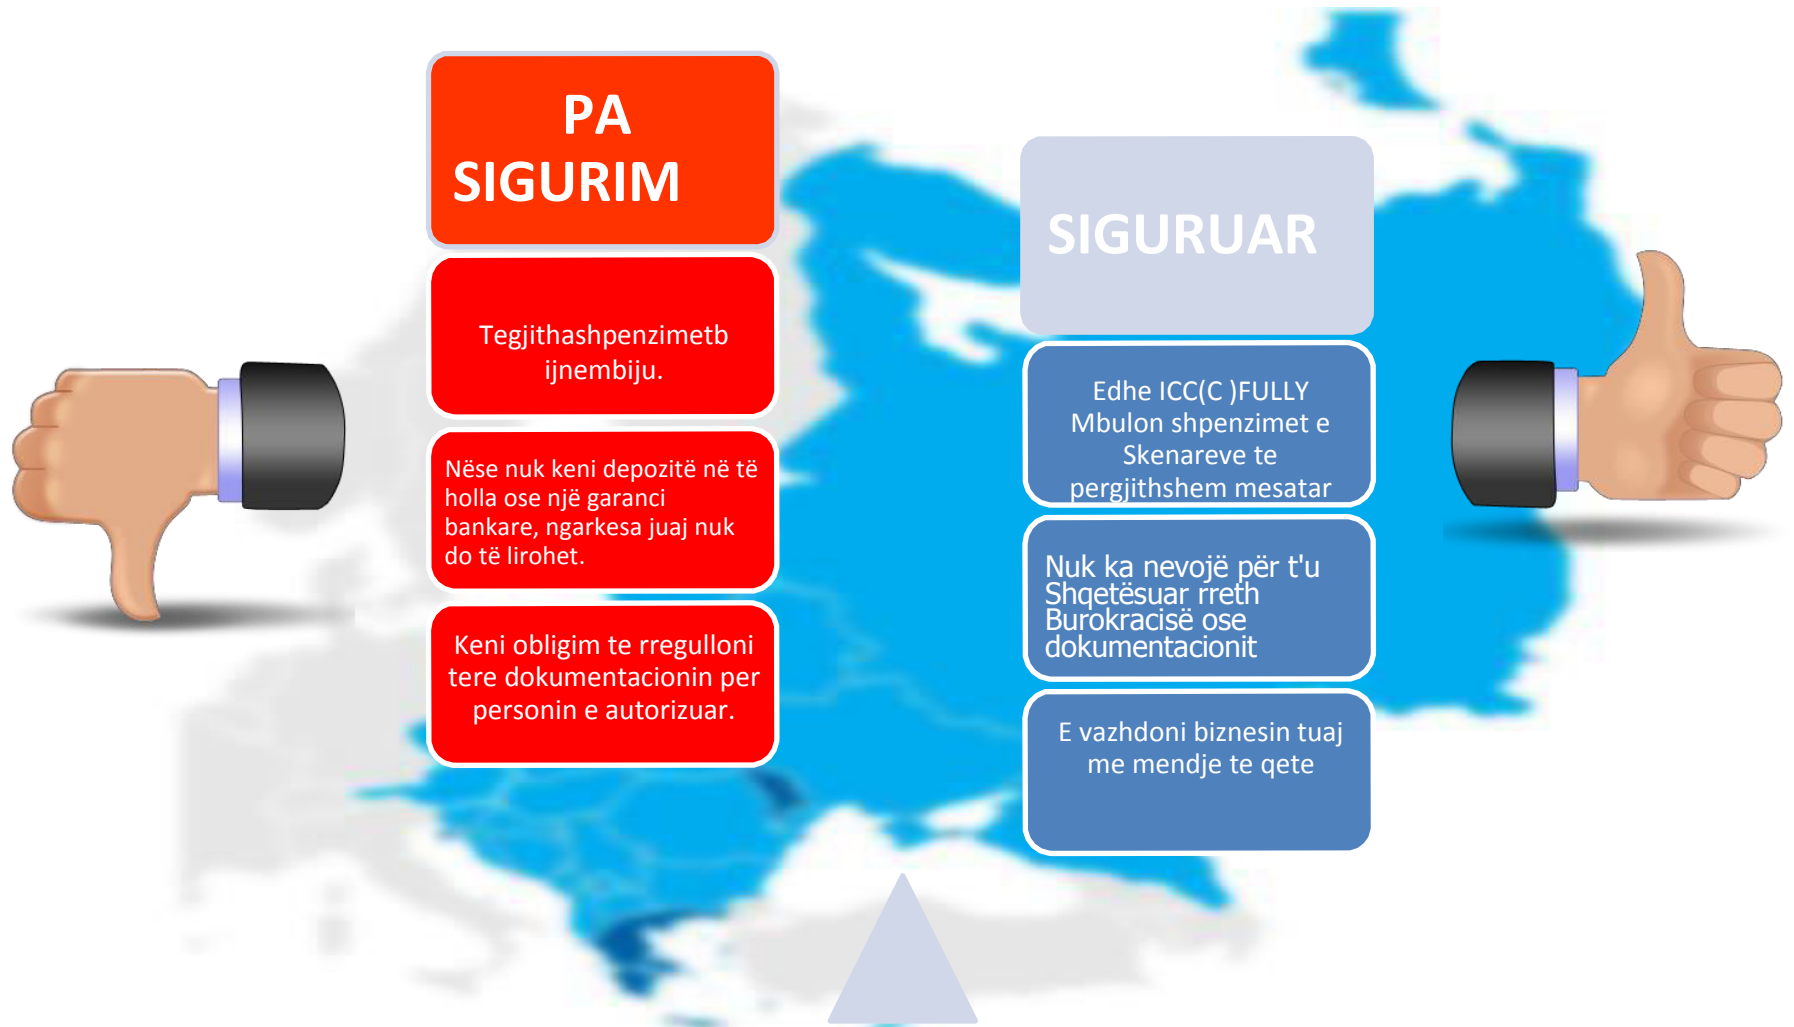 PA
SIGURIM
Tegjithashpenzimetb
ijnembiju.
Nëse nuk keni depozitë në të
holla ose një garanci
bankare, ngarkesa juaj nuk
do të lirohet.
Keni obligim te rregulloni
tere dokumentacionin per
personin e autorizuar.
SIGURUAR
Edhe ICC(C )FULLY
Mbulon shpenzimet e
Skenareve te
pergjithshem mesatar
Nuk ka nevojë për t'u
Shqetësuar rreth
Burokracisë ose
dokumentacionit
E vazhdoni biznesin tuaj
me mendje te qete